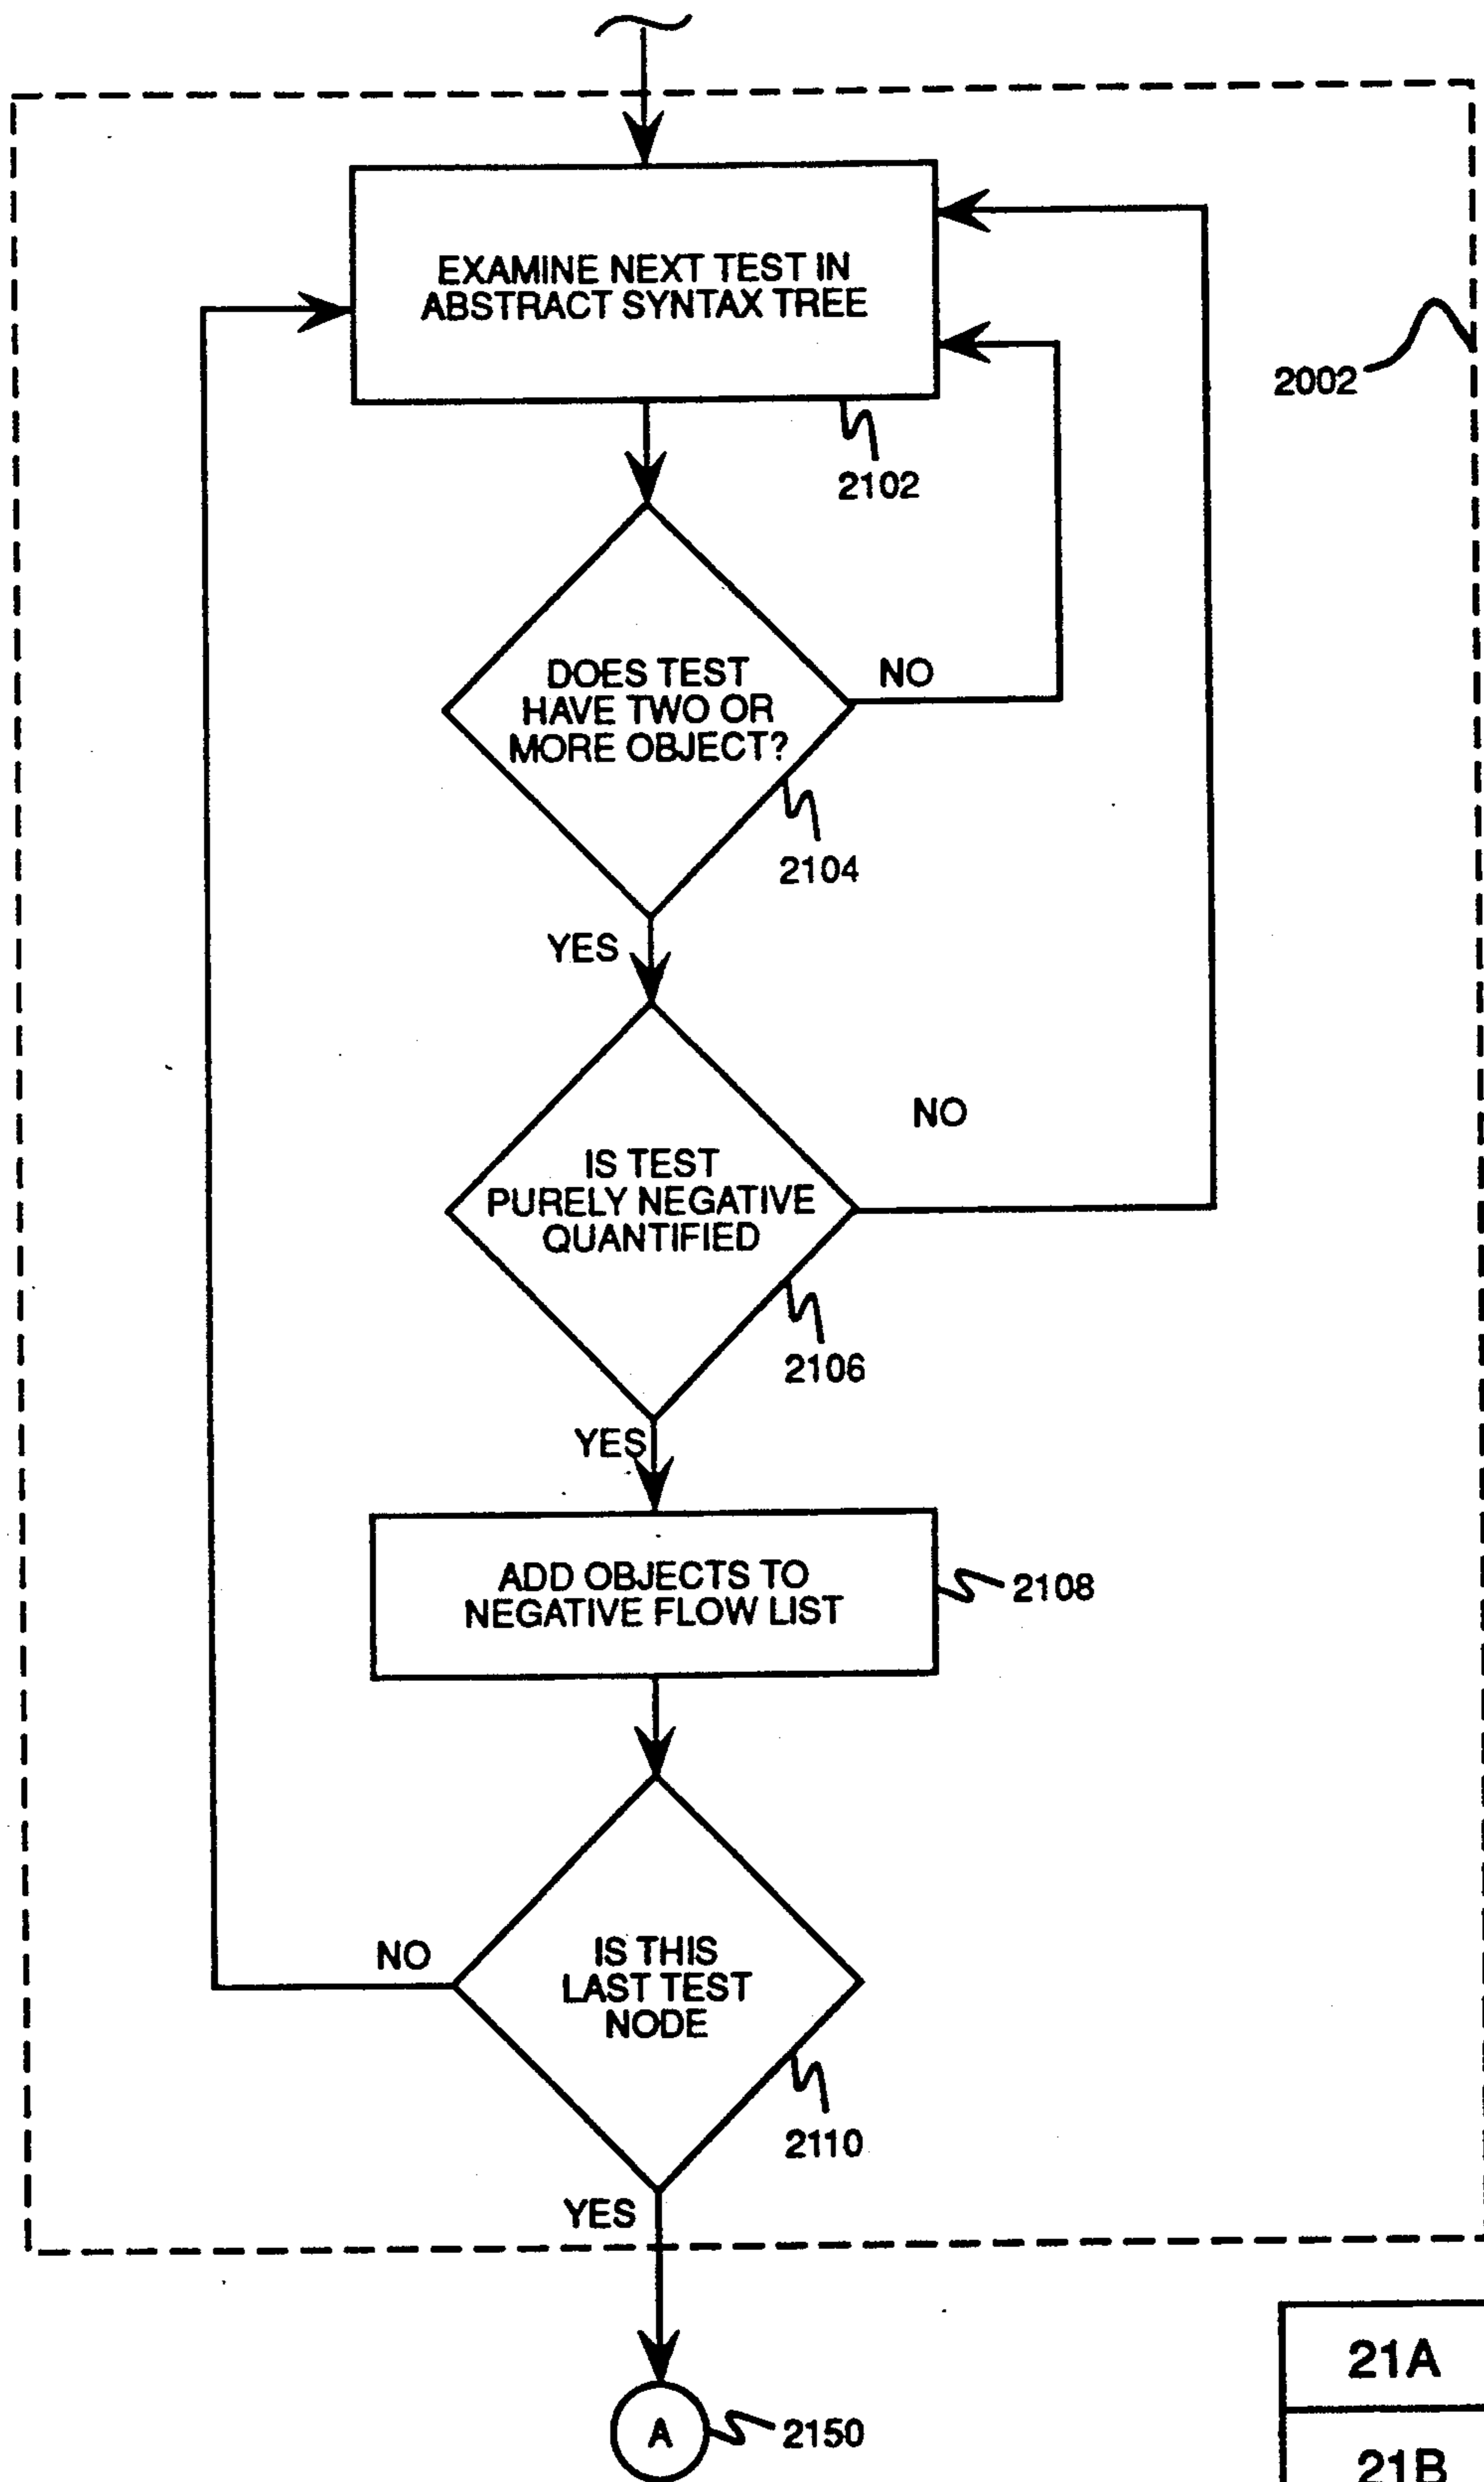 EXAMINE NEXT TEST IN
ABSTRACT SYNTAX TREE
2002
2102
DOES TEST
HAVE TWO OR
MORE OBJECT?
NO
2104
YES
NO
IS TEST
PURELY NEGATIVE
QUANTIFIED
2106
YES
ADD OBJECTS TO
NEGATIVE FLOW LIST
2108
NO
IS THIS
LAST TEST
NODE
2110
YES
21A
A
2150
21B